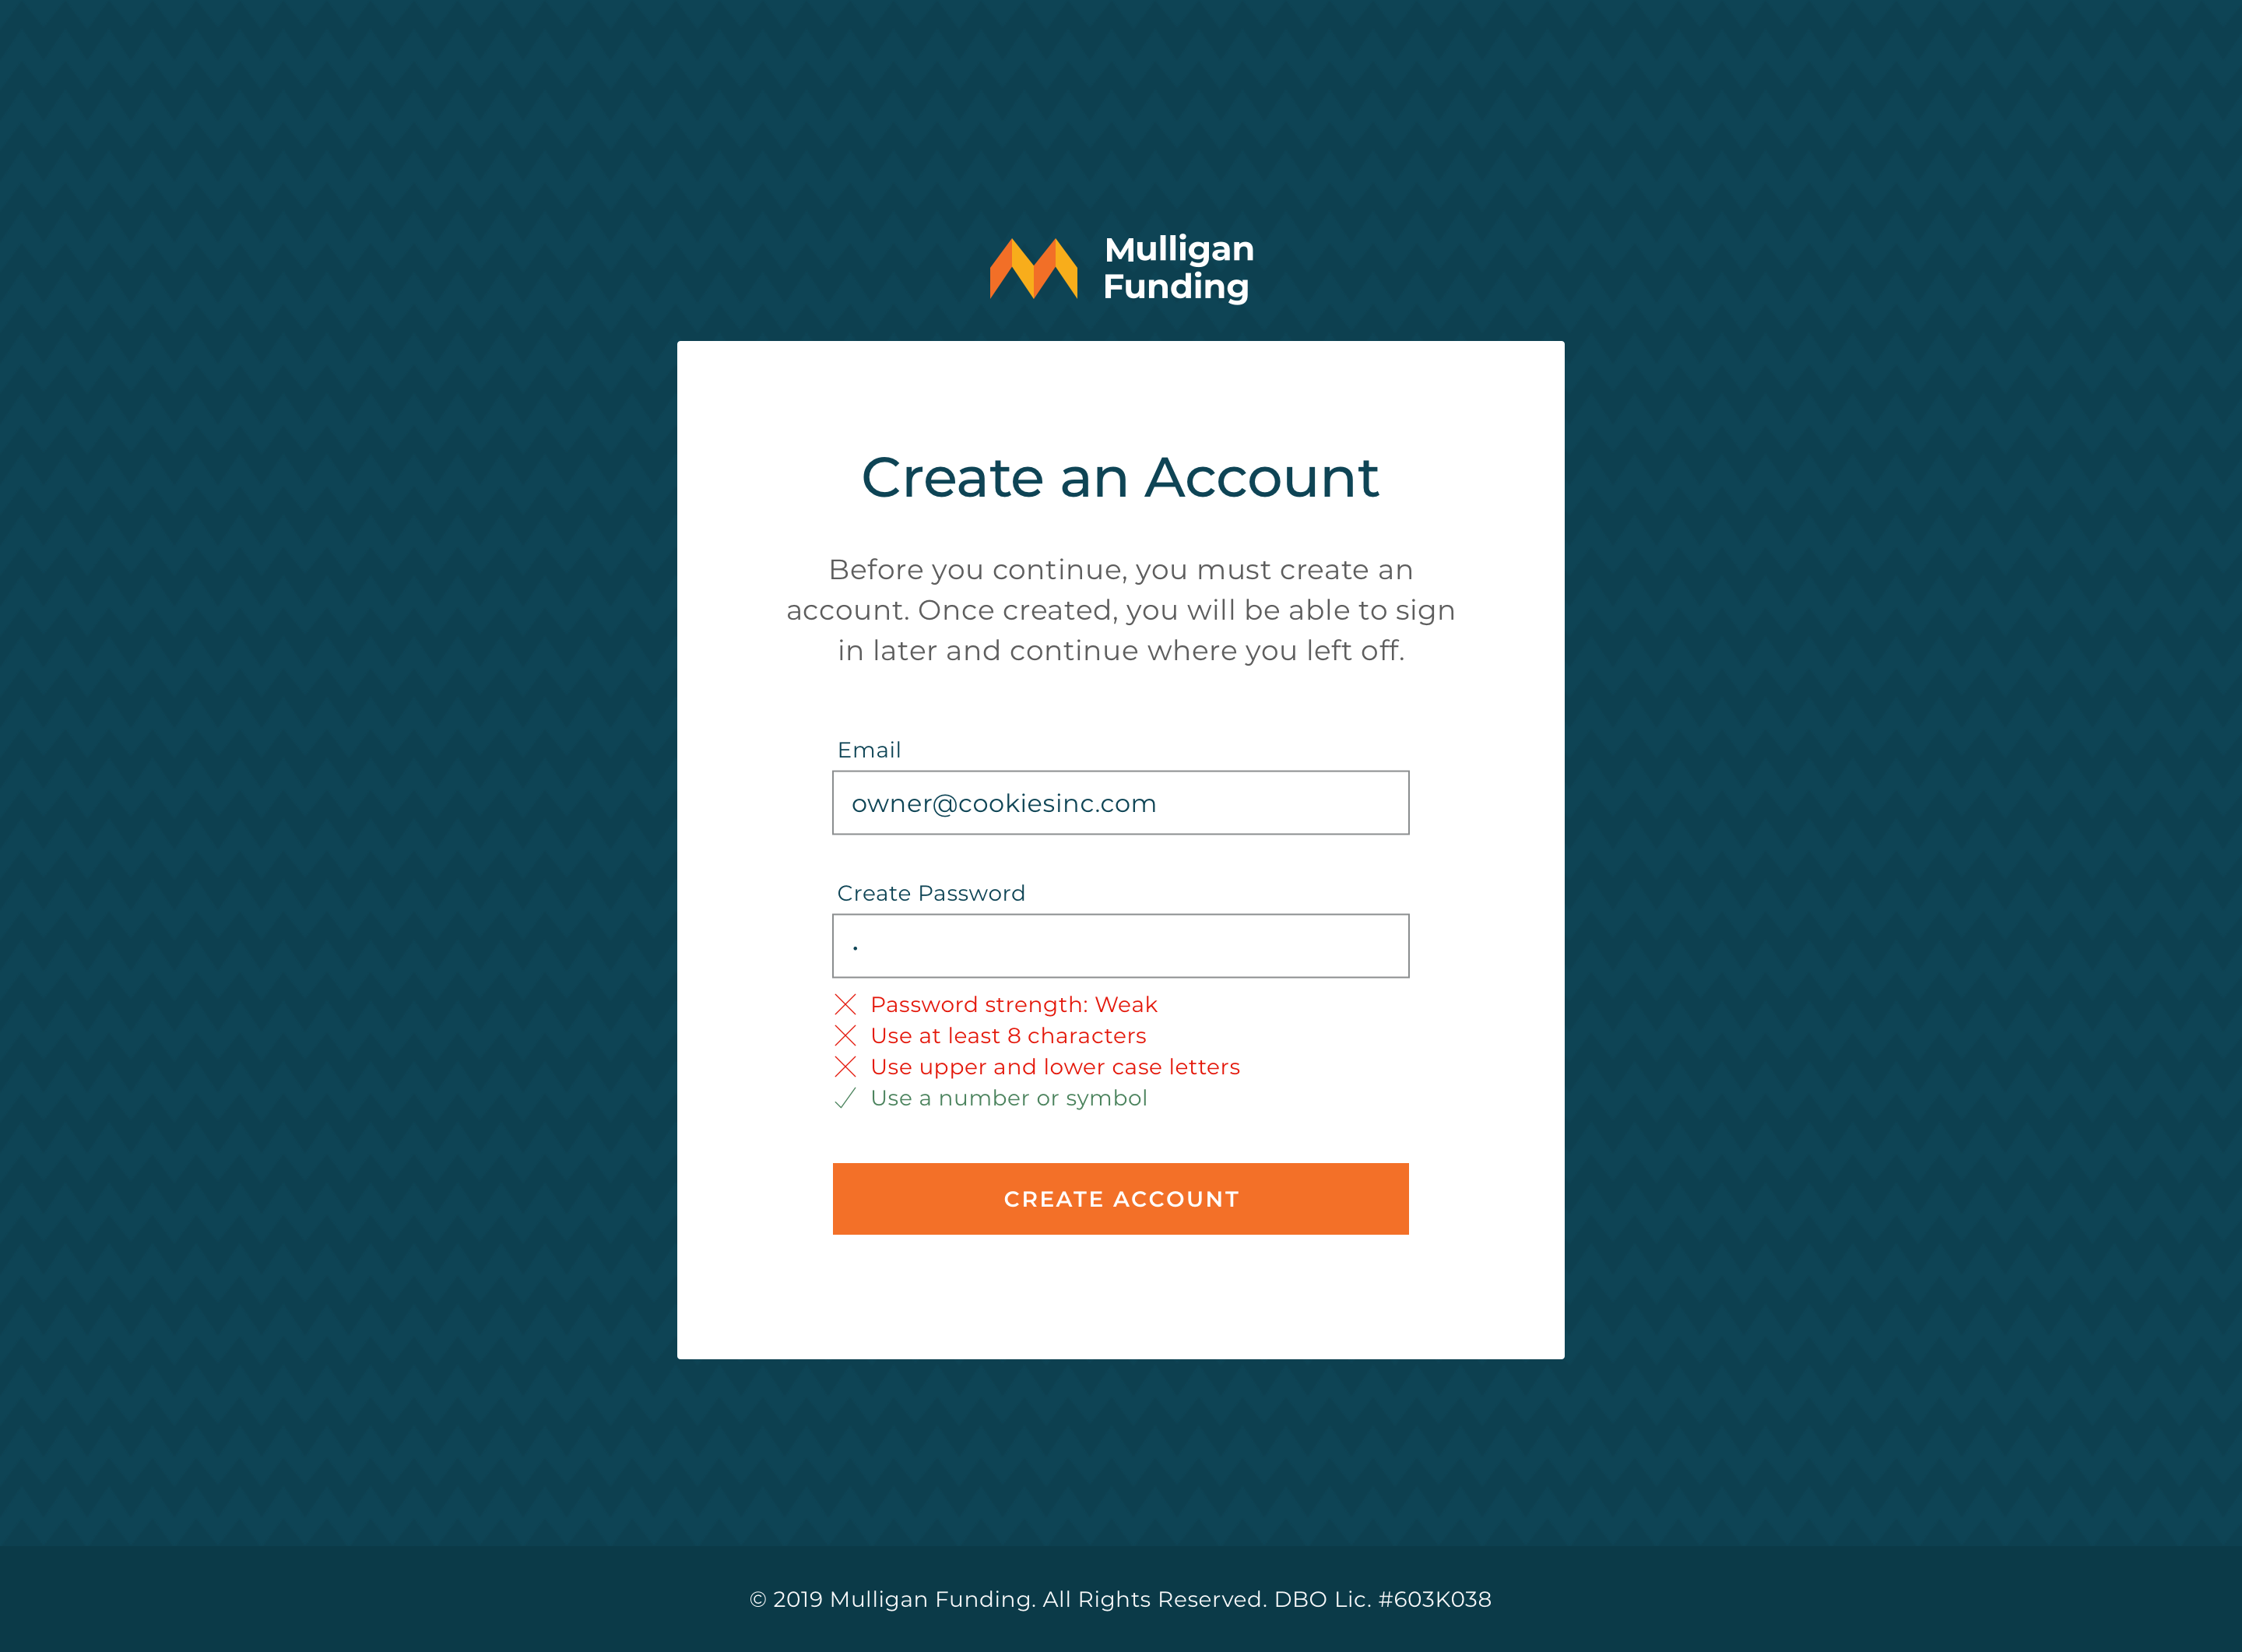 Mulligan
Funding
Create an Account
Before you continue, you must create an
account. Once created, you will be able to sign
in later and continue where you left off.
Email
owner@cookiesinc.com
Create Password
•
Password strength: Weak
Use at least 8 characters
Use upper and lower case letters
Use a number or symbol
CREATE ACCOUNT
© 2019 Mulligan Funding. All Rights Reserved. DBO Lic. #603K038